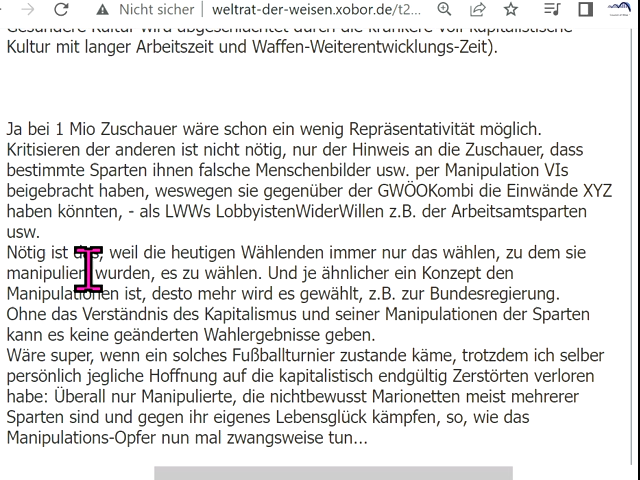 Nicht sicher | weltrat-der-weisen.xobor.de/t2...
Gesündere Kultur wird abgeschlachtet durch die kränkere voll-kapitalistische
Kultur mit langer Arbeitszeit und Waffen-Weiterentwicklungs-Zeit).
Ja bei 1 Mio Zuschauer wäre schon ein wenig Repräsentativität möglich.
Kritisieren der anderen ist nicht nötig, nur der Hinweis an die Zuschauer, dass
bestimmte Sparten ihnen falsche Menschenbilder usw. per Manipulation VIs
beigebracht haben, weswegen sie gegenüber der GWÖOKombi die Einwände XYZ
haben könnten, - als LWWs LobbyistenWiderWillen z.B. der Arbeitsamtsparten
usw.
Nötig ist das, weil die heutigen Wählenden immer nur das wählen, zu dem sie
manipuliert wurden, es zu wählen. Und je ähnlicher ein Konzept den
Manipulationen ist, desto mehr wird es gewählt, z.B. zur Bundesregierung.
Ohne das Verständnis des Kapitalismus und seiner Manipulationen der Sparten
kann es keine geänderten Wahlergebnisse geben.
Wäre super, wenn ein solches Fußballturnier zustande käme, trotzdem ich selber
persönlich jegliche Hoffnung auf die kapitalistisch endgültig Zerstörten verloren
habe: Überall nur Manipulierte, die nichtbewusst Marionetten meist mehrerer
Sparten sind und gegen ihr eigenes Lebensglück kämpfen, so, wie das
Manipulations-Opfer nun mal zwangsweise tun...